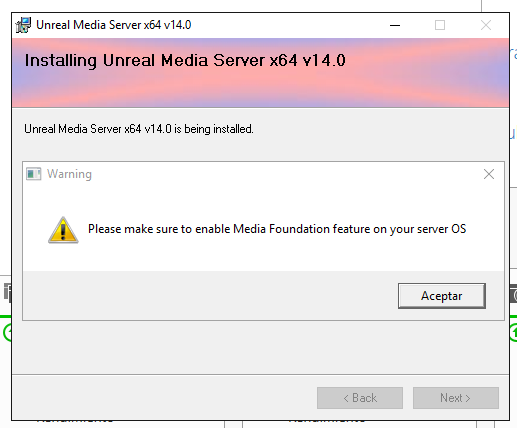 Unreal Media Server x64 v14.0
Installing Unreal Media Server x64 v14.0
Unreal Media Server x64 v14.0 is being installed.
Warning
Please make sure to enable Media Foundation feature on your server OS
Aceptar
< Back
Next >